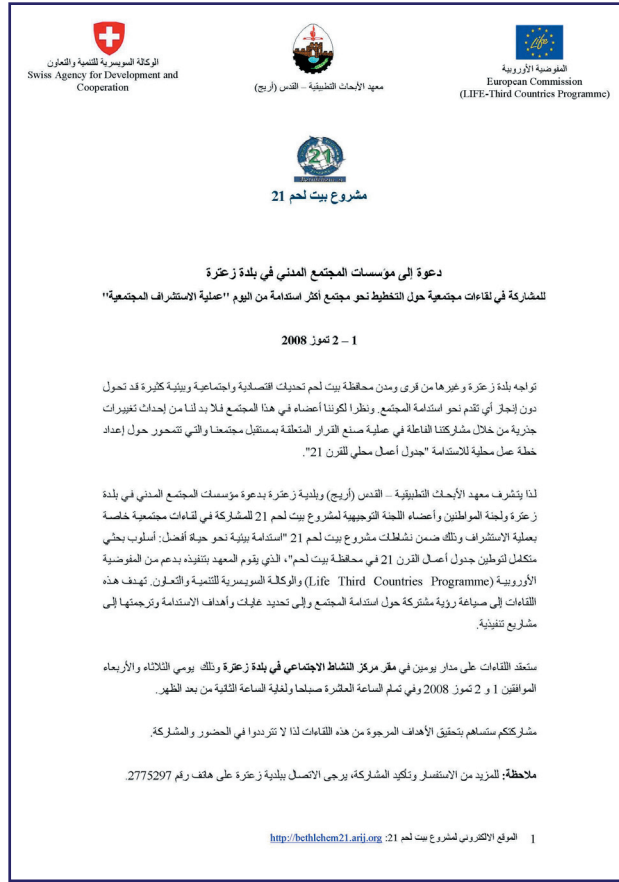 الوكالة السويسرية للتنمية والتعاون
Swiss Agency for Development and
Cooperation
معهد الأبحاث التطبيقية – القدس (أريج)
Life
المفوضية الأوروبية
European Commission
(LIFE-Third Countries Programme)
21
مشروع بيت لحم 21
دعوة إلى مؤسسات المجتمع المدني في بلدة زعترة
للمشاركة في لقاءات مجتمعية حول التخطيط نحو مجتمع أكثر استدامة من اليوم "عملية الاستشراف المجتمعية"
1 – 2 تموز 2008
تواجه بلدة زعترة وغيرها من قرى ومدن محافظة بيت لحم تحديات اقتصادية واجتماعية وبيئية كثيرة قد تحول
دون إنجاز أي تقدم نحو استدامة المجتمع. ونظرا لكوننا أعضاء في هذا المجتمع فلا بد لنا من إحداث تغييرات
جذرية من خلال مشاركتنا الفاعلة في عملية صنع القرار المتعلقة بمستقبل مجتمعنا والتي تتمحور حول إعداد
خطة عمل محلية للاستدامة "جدول أعمال محلي للقرن 21".
لذا يتشرف معهد الأبحاث التطبيقية – القدس (أريج) وبلدية زعترة بدعوة مؤسسات المجتمع المدني في بلدة
زعترة ولجنة المواطنين وأعضاء اللجنة التوجيهية لمشروع بيت لحم 21 للمشاركة في لقاءات مجتمعية خاصة
بعملية الاستشراف وذلك ضمن نشاطات مشروع بيت لحم 21 "استدامة بيئية نحو حياة أفضل: أسلوب بحثي
متكامل لتوطين جدول أعمال القرن 21 في محافظة بيت لحم"، الذي يقوم المعهد بتنفيذه بدعم من المفوضية
الأوروبية (Life Third Countries Programme) والوكالة السويسرية للتنمية والتعاون. تهدف هذه
اللقاءات إلى صياغة رؤية مشتركة حول استدامة المجتمع وإلى تحديد غايات وأهداف الاستدامة وترجمتها إلى
مشاريع تنفيذية.
ستعقد اللقاءات على مدار يومين في مقر مركز النشاط الاجتماعي في بلدة زعترة وذلك يومي الثلاثاء والأربعاء
الموافقين 1 و 2 تموز 2008 وفي تمام الساعة العاشرة صباحا ولغاية الساعة الثانية من بعد الظهر.
مشاركتكم ستساهم بتحقيق الأهداف المرجوة من هذه اللقاءات لذا لا تترددوا في الحضور والمشاركة.
ملاحظة: للمزيد من الاستفسار وتأكيد المشاركة، يرجى الاتصال ببلدية زعترة على هاتف رقم 2775297.
1 الموقع الالكتروني لمشروع بيت لحم 21: http://bethlehem21.arij.org